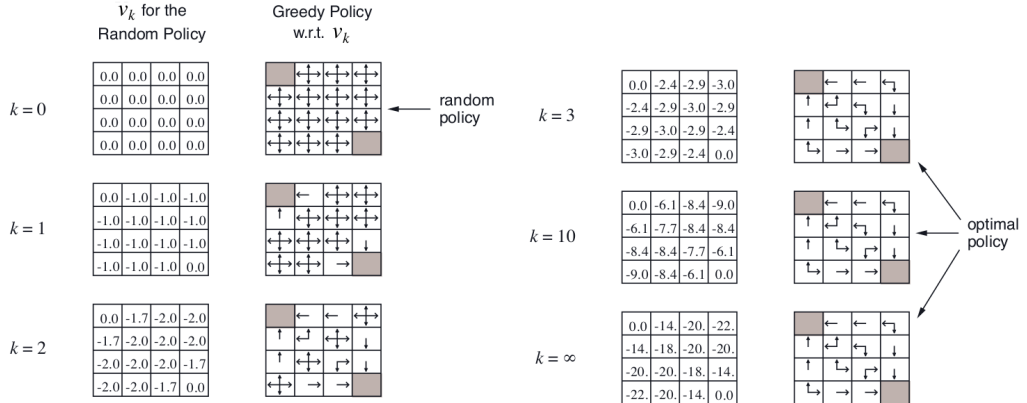 v_k for the
Random Policy
Greedy Policy
w.r.t. v_k
k = 0
0.0 0.0 0.0 0.0
0.0 0.0 0.0 0.0
0.0 0.0 0.0 0.0
0.0 0.0 0.0 0.0
random
policy
k = 1
0.0 -1.0 -1.0 -1.0
-1.0 -1.0 -1.0 -1.0
-1.0 -1.0 -1.0 -1.0
-1.0 -1.0 -1.0 0.0
k = 2
0.0 -1.7 -2.0 -2.0
-1.7 -2.0 -2.0 -2.0
-2.0 -2.0 -2.0 -1.7
-2.0 -2.0 -1.7 0.0
k = 3
0.0 -2.4 -2.9 -3.0
-2.4 -2.9 -3.0 -2.9
-2.9 -3.0 -2.9 -2.4
-3.0 -2.9 -2.4 0.0
k = 10
0.0 -6.1 -8.4 -9.0
-6.1 -7.7 -8.4 -8.4
-8.4 -8.4 -7.7 -6.1
-9.0 -8.4 -6.1 0.0
optimal
policy
k = ∞
0.0 -14. -20. -22.
-14. -18. -20. -20.
-20. -20. -18. -14.
-22. -20. -14. 0.0